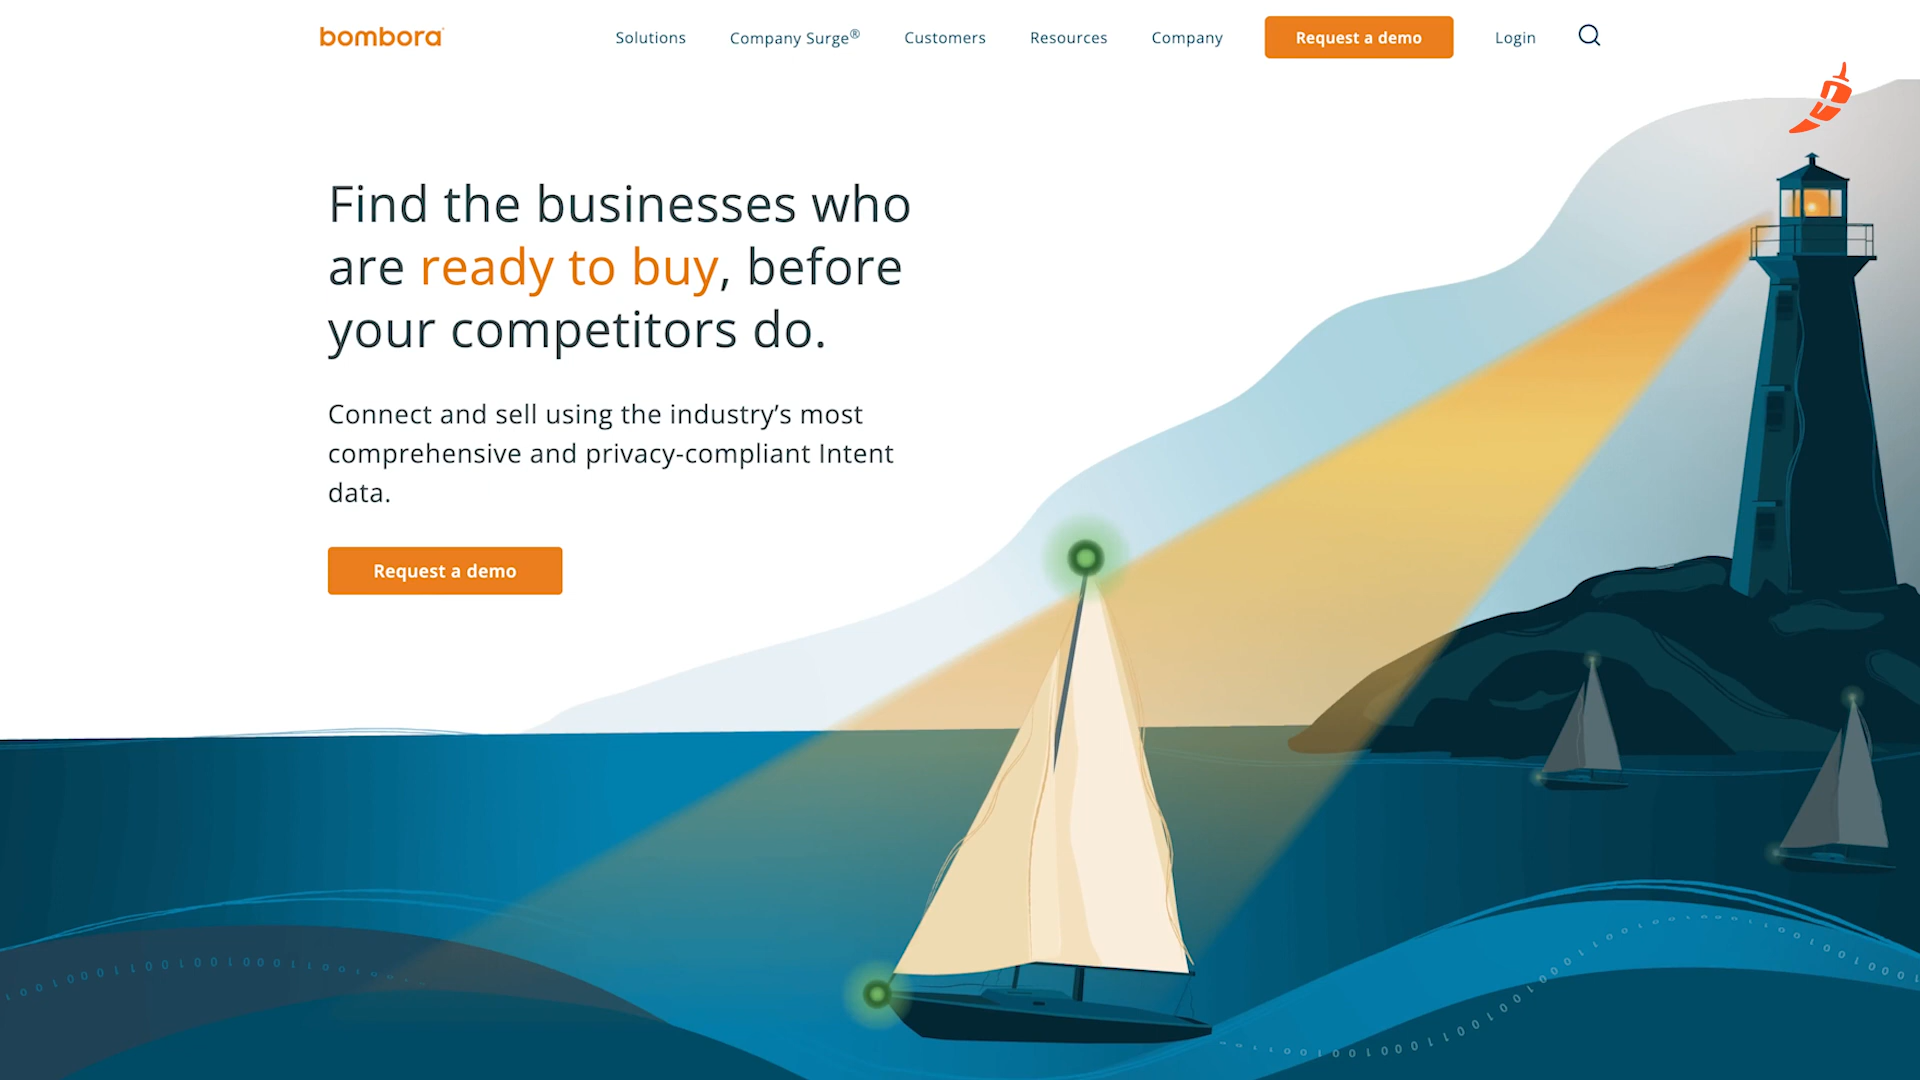 bombora
Solutions
Company Surge®
Customers
Resources
Company
Request a demo
Login
Find the businesses who
are ready to buy, before
your competitors do.
Connect and sell using the industry’s most
comprehensive and privacy-compliant Intent
data.
Request a demo